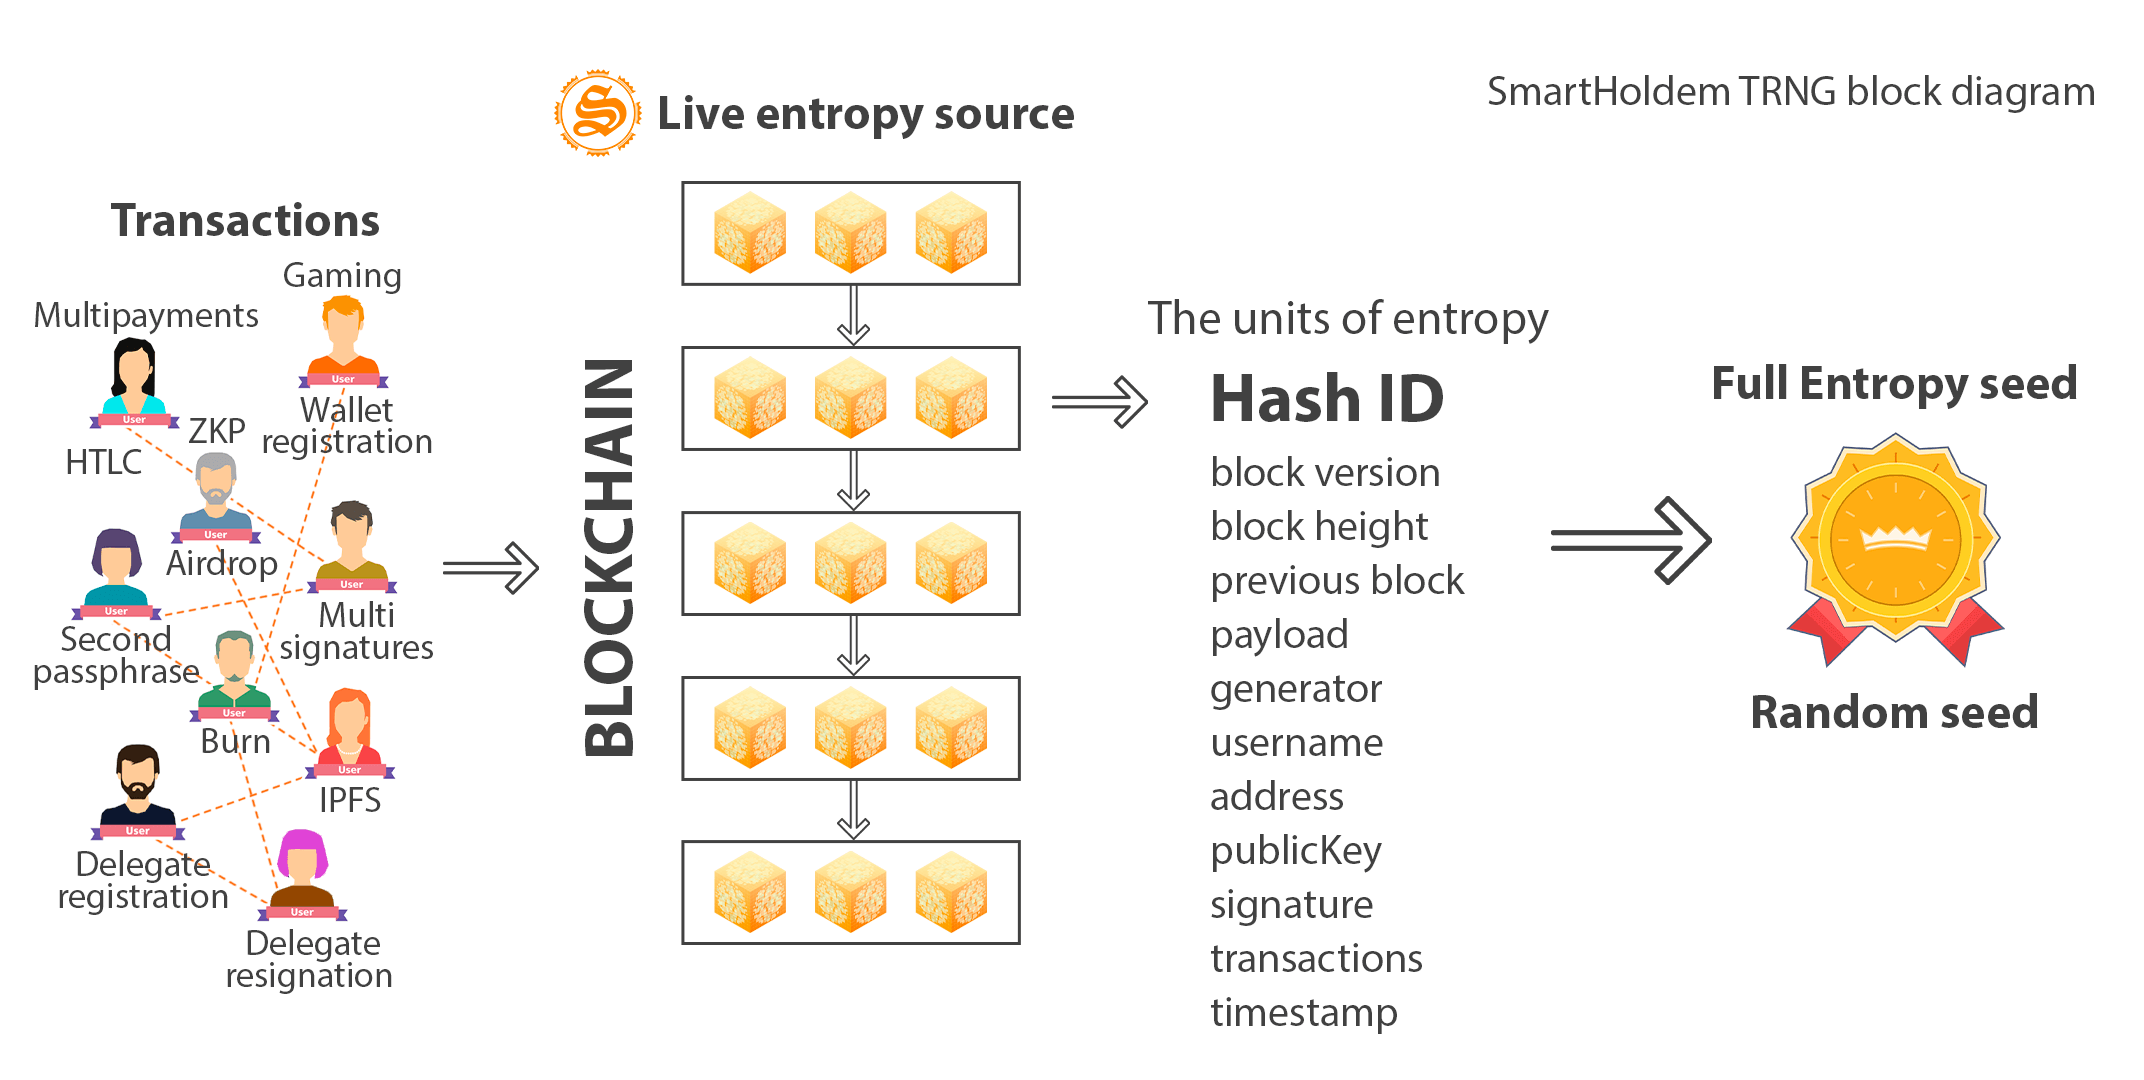 SmartHoldem TRNG block diagram
S Live entropy source
Transactions
Gaming
Multipayments
User
User
Wallet
registration
ZKP
HTLC
User
Airdrop
User
Multi
signatures
User
Second
passphrase
User
Burn
User
IPFS
User
Delegate
registration
User
Delegate
resignation
BLOCKCHAIN
The units of entropy
Hash ID
block version
block height
previous block
payload
generator
username
address
publicKey
signature
transactions
timestamp
Full Entropy seed
Random seed